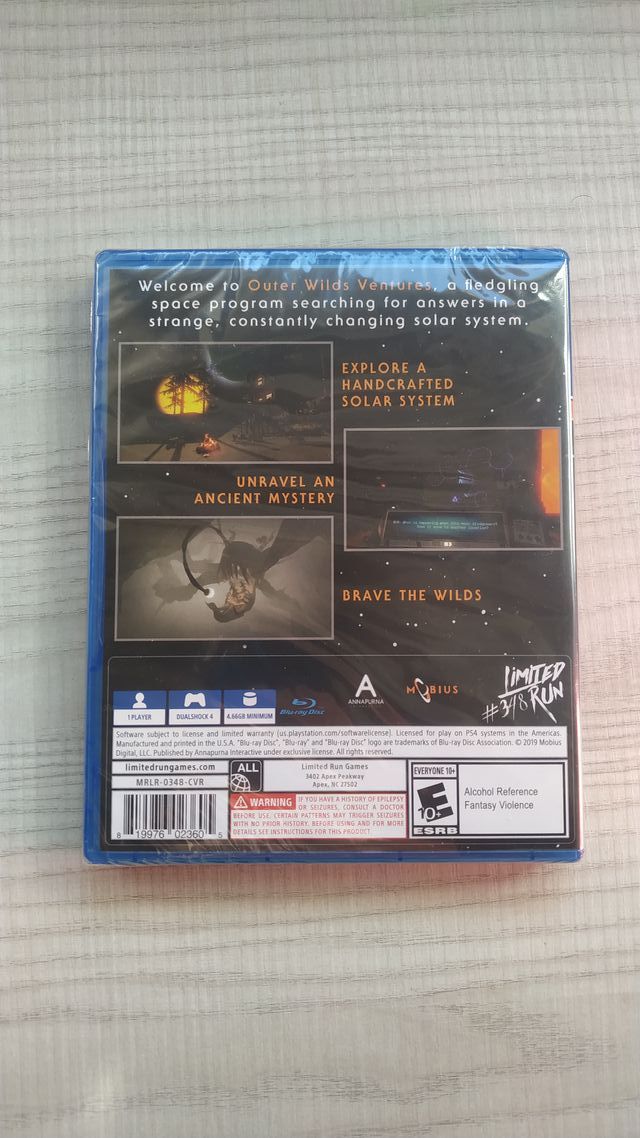 Welcome to Outer Wilds Ventures, a fledgling
space program searching for answers in a
strange, constantly changing solar system.
EXPLORE A
HANDCRAFTED
SOLAR SYSTEM
UNRAVEL AN
ANCIENT MYSTERY
BRAVE THE WILDS
1 PLAYER
DUALSHOCK 4
4.66GB MINIMUM
Blu-ray Disc
ANNAPURNA
MOBIUS
LIMITED
RUN
#348
Software subject to license and limited warranty (us.playstation.com/softwarelicense). Licensed for play on PS4 systems in the Americas.
Manufactured and printed in the U.S.A. "Blu-ray Disc", "Blu-ray" and "Blu-ray Disc" logo are trademarks of Blu-ray Disc Association. © 2019 Mobius
Digital, LLC. Published by Annapurna Interactive under exclusive license. All rights reserved.
limitedrungames.com
MRLR-0348-CVR
8 19976 02360 5
ALL
Limited Run Games
3402 Apex Peakway
Apex, NC 27502
WARNING
IF YOU HAVE A HISTORY OF EPILEPSY
OR SEIZURES, CONSULT A DOCTOR
BEFORE USE. CERTAIN PATTERNS MAY TRIGGER SEIZURES
WITH NO PRIOR HISTORY. BEFORE USING AND FOR MORE
DETAILS SEE INSTRUCTIONS FOR THIS PRODUCT.
EVERYONE 10+
E
10+
ESRB
Alcohol Reference
Fantasy Violence